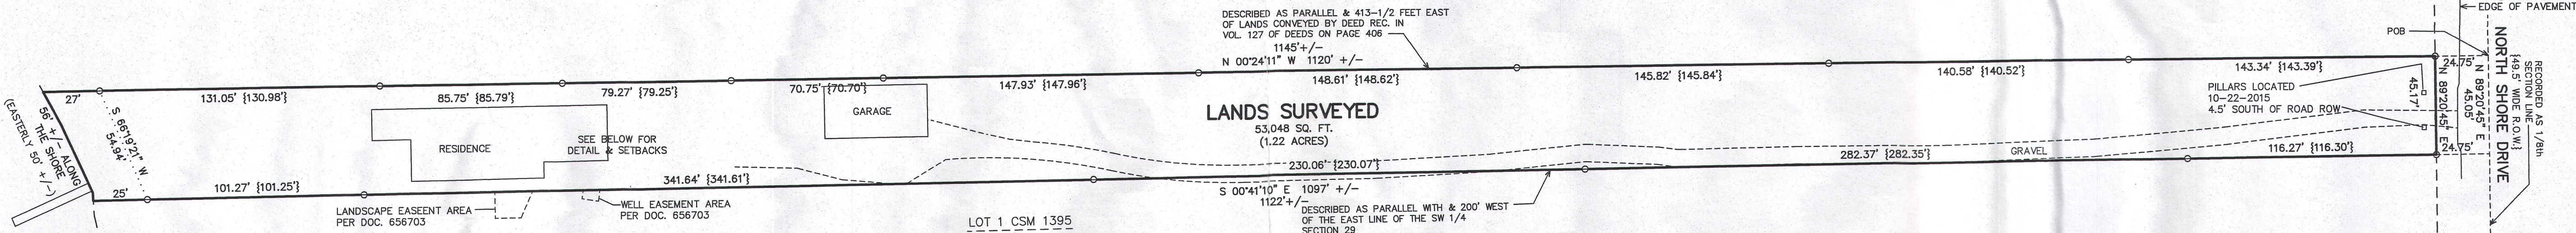 DESCRIBED AS PARALLEL & 413-1/2 FEET EAST
OF LANDS CONVEYED BY DEED REC. IN
VOL. 127 OF DEEDS ON PAGE 406
1145'+/-
N 00°24'11" W 1120' +/-
EDGE OF PAVEMENT
POB
27'
131.05' {130.98'}
85.75' {85.79'}
79.27' {79.25'}
70.75' {70.70'}
147.93' {147.96'}
148.61' {148.62'}
145.82' {145.84'}
140.58' {140.52'}
143.34' {143.39'}
24.75'
S 66°19'21" W
54.94'
56' +/- ALONG
THE SHORE
(EASTERLY 50' +/-)
RESIDENCE
SEE BELOW FOR
DETAIL & SETBACKS
GARAGE
LANDS SURVEYED
53,048 SQ. FT.
(1.22 ACRES)
PILLARS LOCATED
10-22-2015
4.5' SOUTH OF ROAD ROW
45.17'
N 89°20'45" E
N 89°20'45" E
45.05'
NORTH SHORE DRIVE
{49.5' WIDE R.O.W.}
RECORDED AS 1/8th
SECTION LINE
25'
101.27' {101.25'}
341.64' {341.61'}
230.06' {230.07'}
282.37' {282.35'}
GRAVEL
116.27' {116.30'}
24.75'
LANDSCAPE EASEENT AREA
PER DOC. 656703
WELL EASEMENT AREA
PER DOC. 656703
LOT 1 CSM 1395
S 00°41'10" E 1097' +/-
1122'+/-
DESCRIBED AS PARALLEL WITH & 200' WEST
OF THE EAST LINE OF THE SW 1/4
SECTION 29